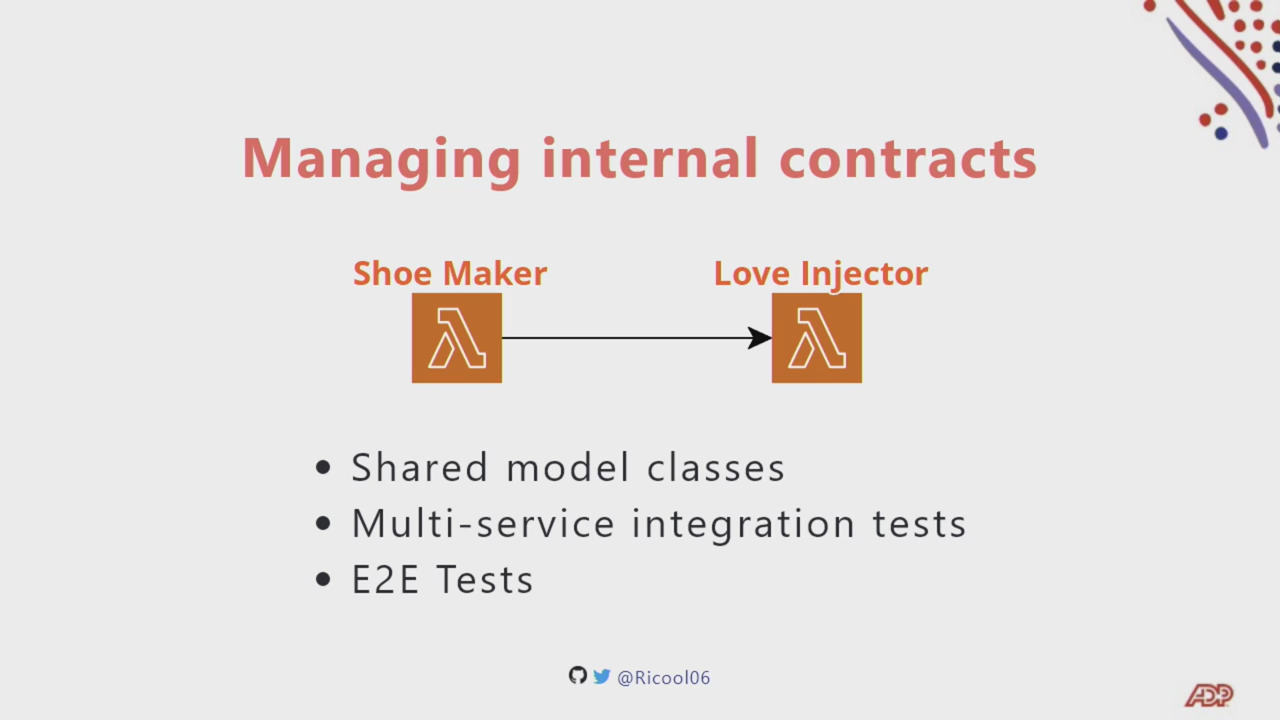 Managing internal contracts
Shoe Maker
Love Injector
Shared model classes
Multi-service integration tests
E2E Tests
@Ricool06
ADP